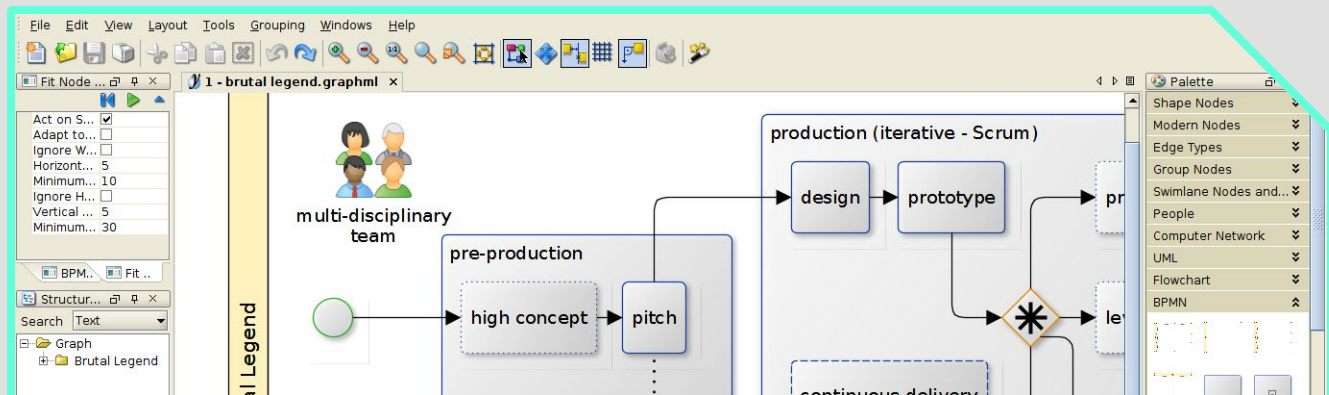 File Edit View Layout Tools Grouping Windows Help
Fit Node ...
1 - brutal legend.graphml
Palette
Act on S...
Adapt to...
Ignore W...
Horizont... 5
Minimum... 10
Ignore H...
Vertical ... 5
Minimum... 30
BPM.. Fit ..
Structur...
Search Text
Graph
Brutal Legend
al Legend
multi-disciplinary
team
pre-production
high concept
pitch
production (iterative - Scrum)
design
prototype
pr
lev
continuous delivery
Shape Nodes
Modern Nodes
Edge Types
Group Nodes
Swimlane Nodes and...
People
Computer Network
UML
Flowchart
BPMN